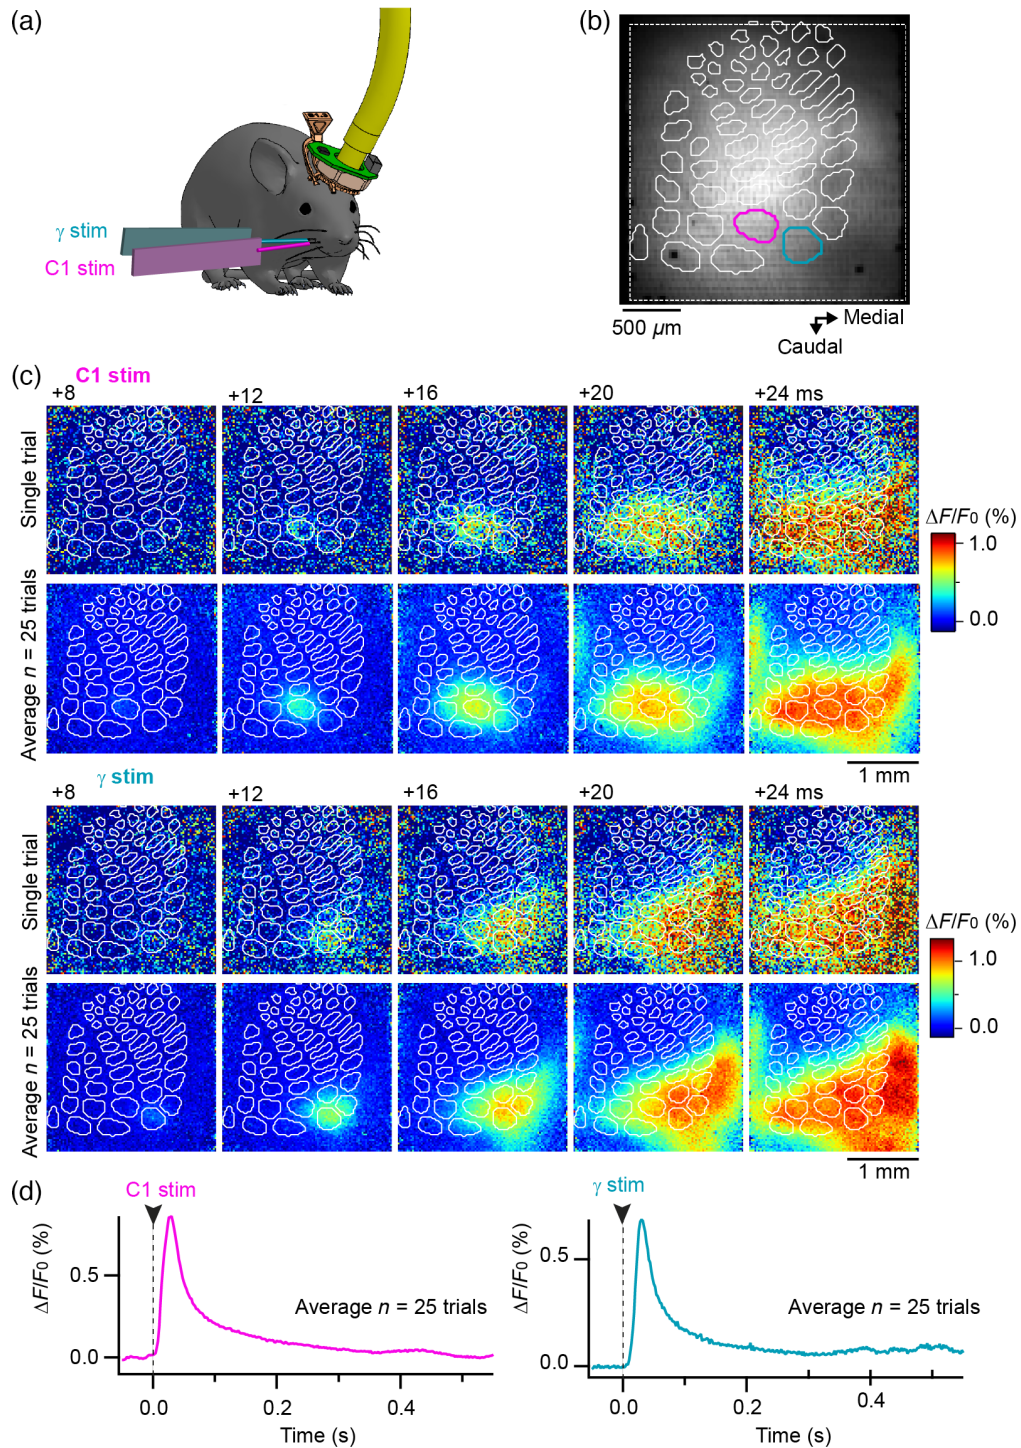 (a)
γ stim
C1 stim
(b)
500 μm
Medial
Caudal
(c)
C1 stim
+8
+12
+16
+20
+24 ms
Single trial
Average n = 25 trials
ΔF/F0 (%)
1.0
0.0
1 mm
γ stim
+8
+12
+16
+20
+24 ms
Single trial
Average n = 25 trials
ΔF/F0 (%)
1.0
0.0
1 mm
(d)
C1 stim
ΔF/F0 (%)
0.5
0.0
Average n = 25 trials
0.0
0.2
0.4
Time (s)
γ stim
ΔF/F0 (%)
0.5
0.0
Average n = 25 trials
0.0
0.2
0.4
Time (s)